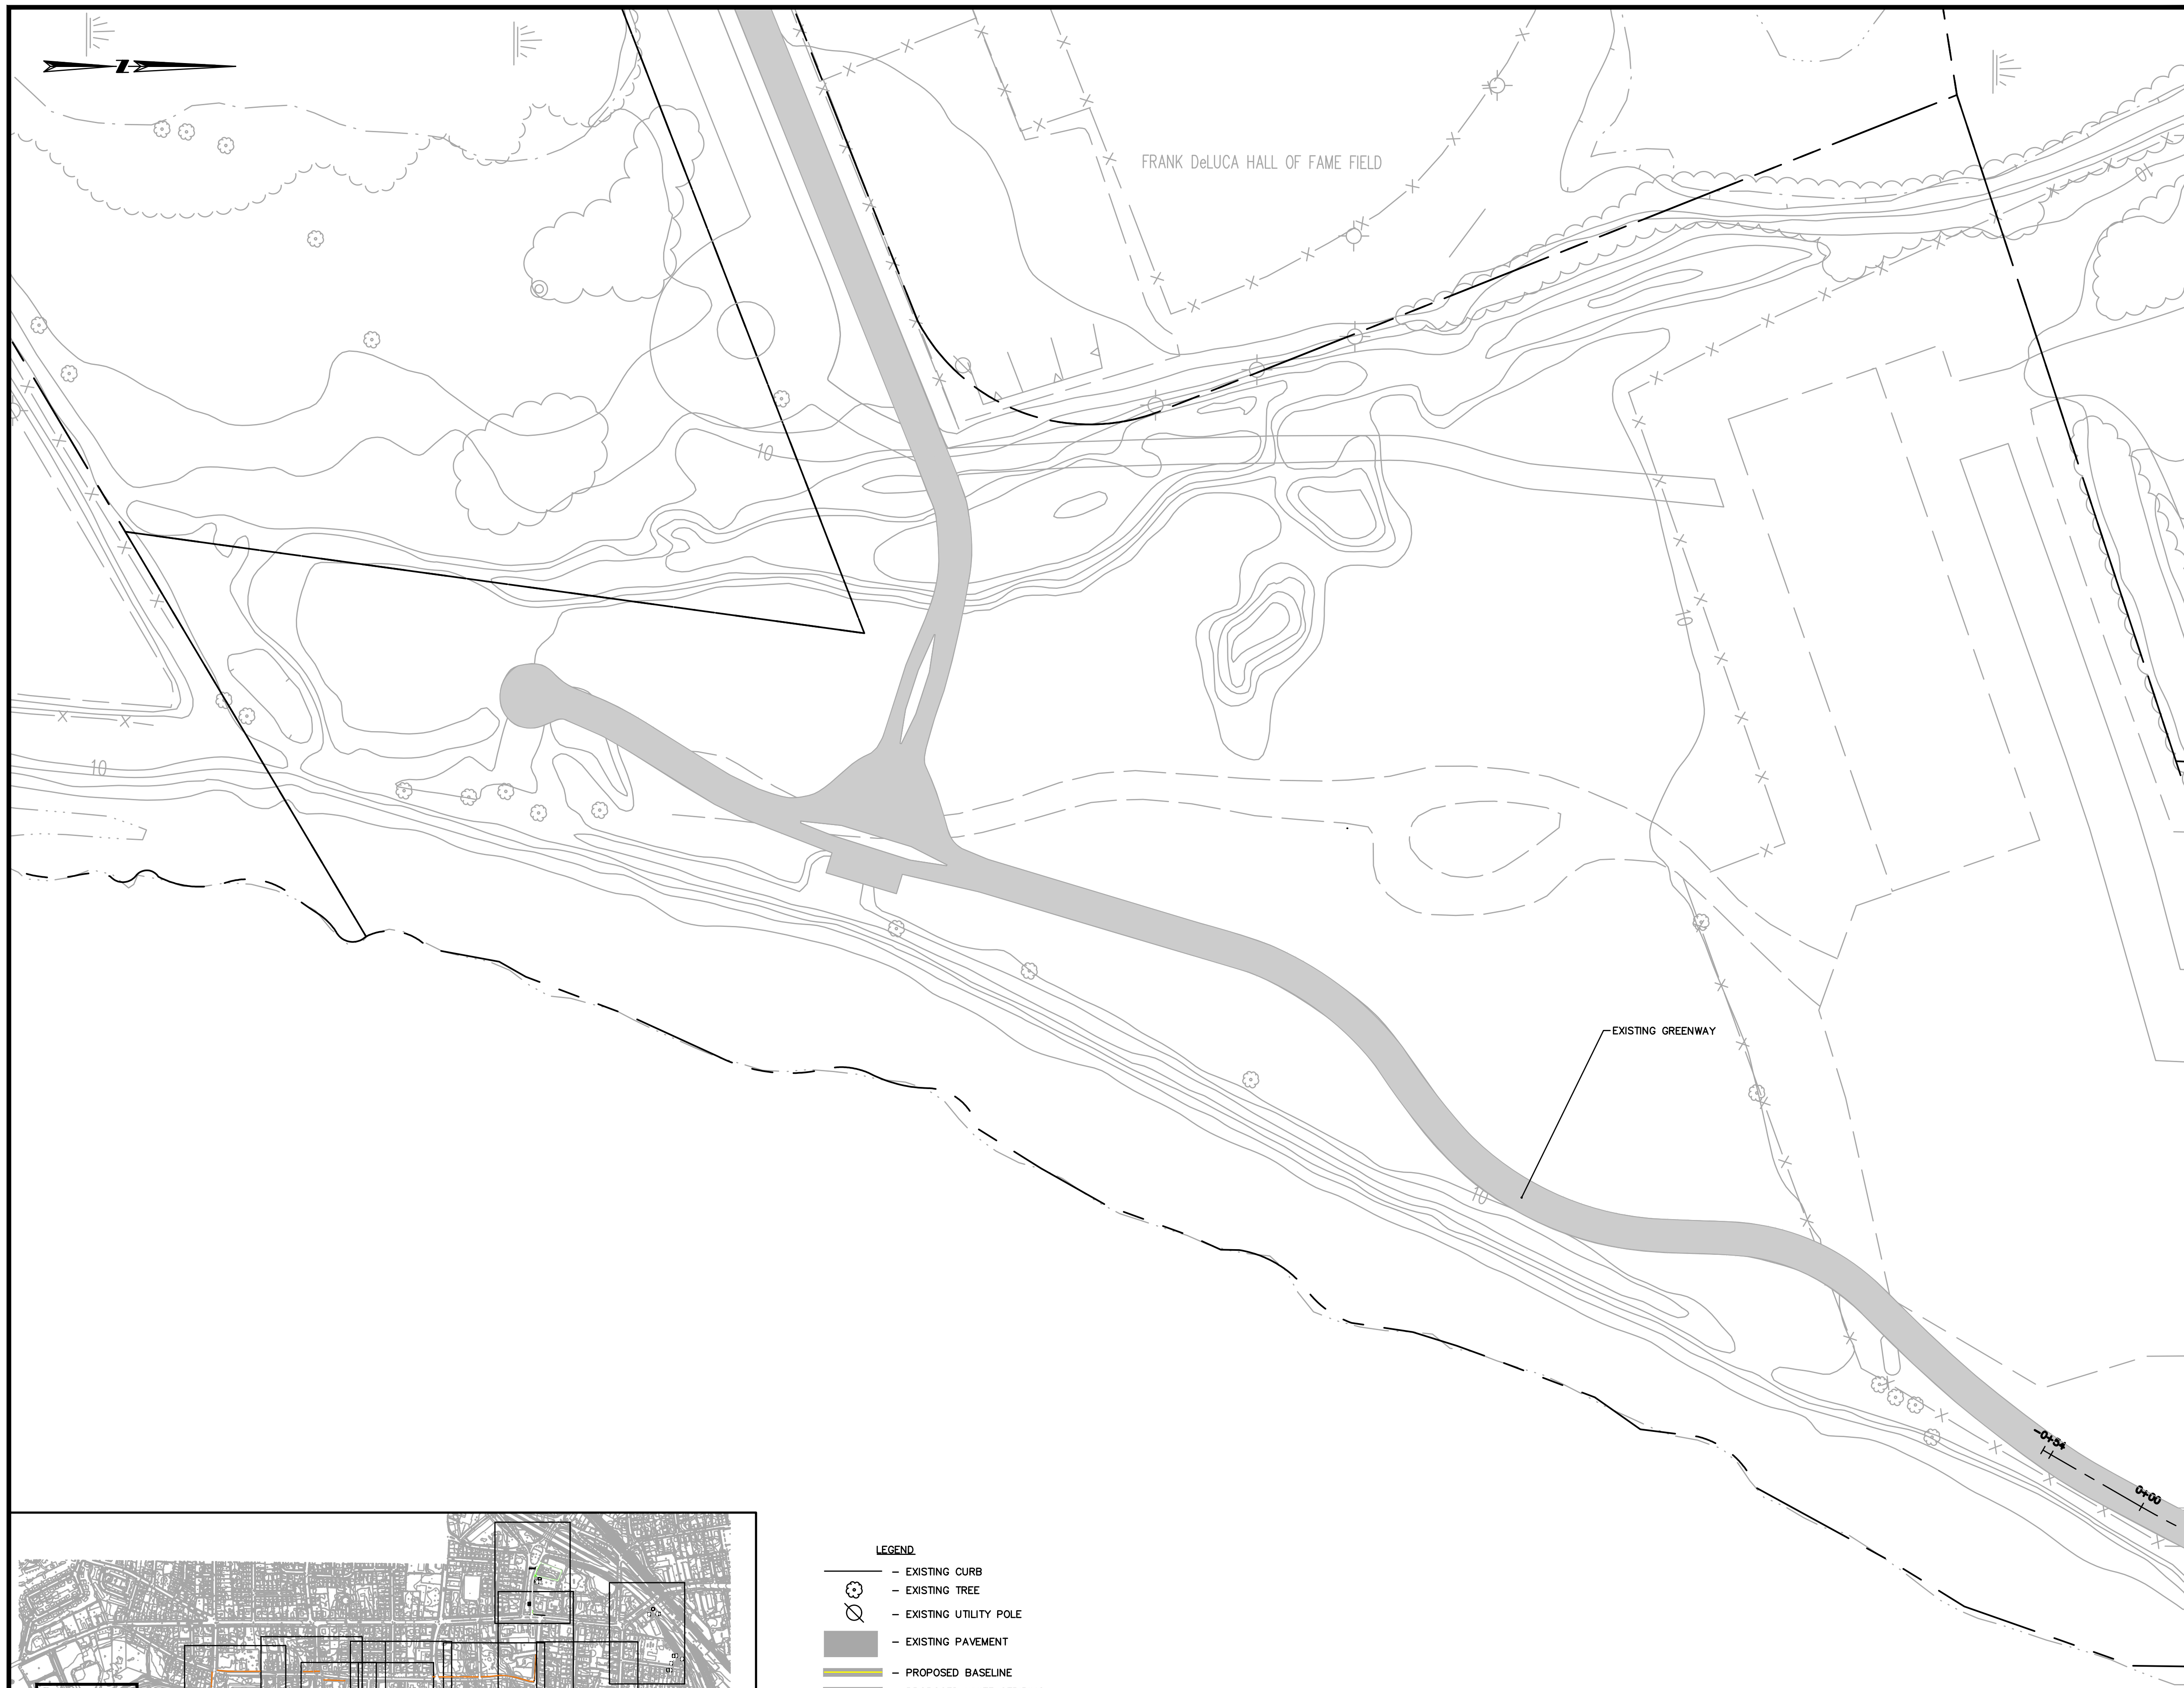 N
FRANK DeLUCA HALL OF FAME FIELD
10
10
10
10
10
EXISTING GREENWAY
-0+54
0+00
LEGEND
- EXISTING CURB
- EXISTING TREE
- EXISTING UTILITY POLE
- EXISTING PAVEMENT
- PROPOSED BASELINE